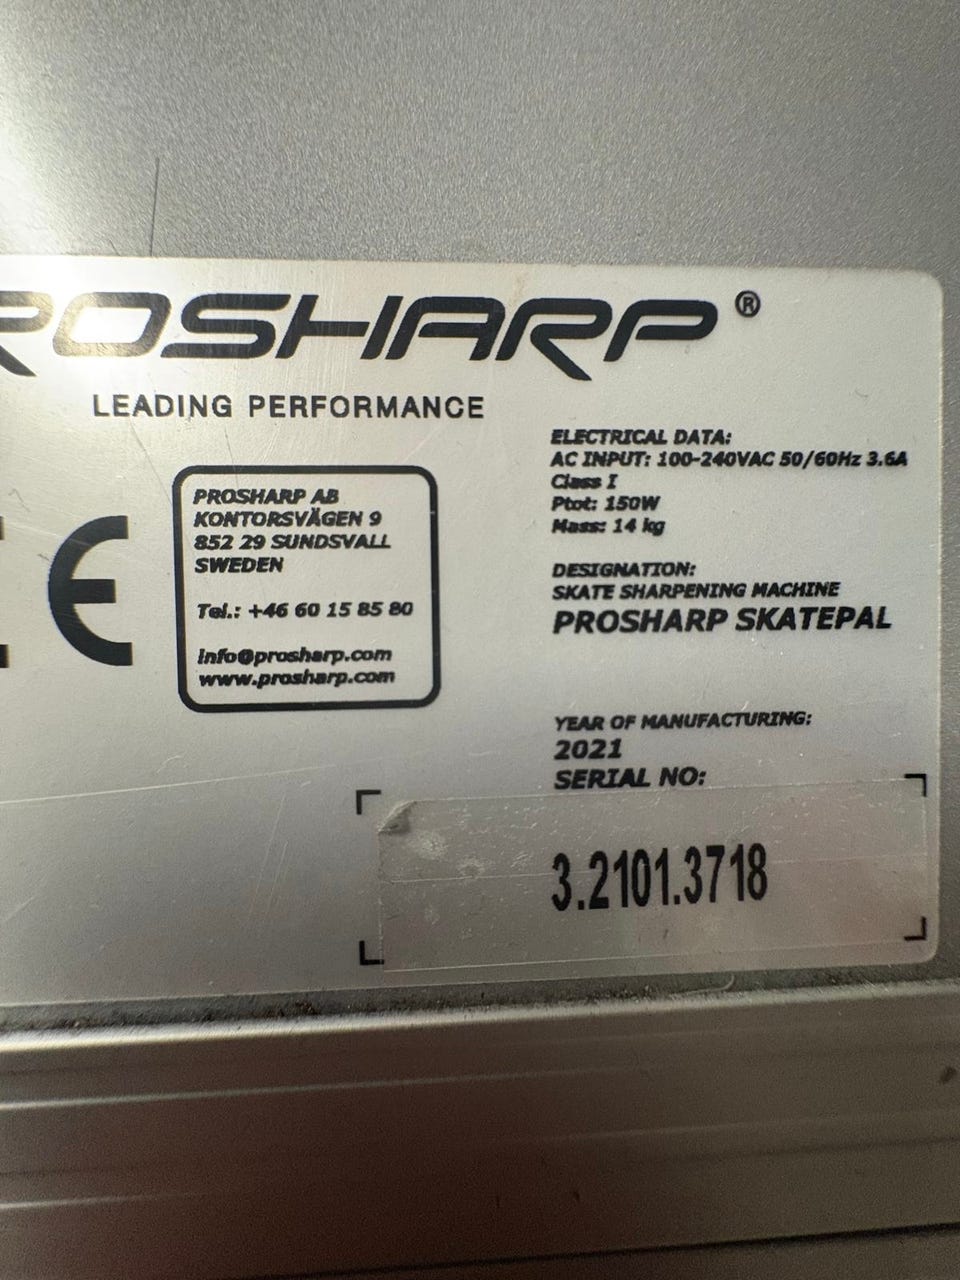 PROSHARP®
LEADING PERFORMANCE
CE
PROSHARP AB
KONTORSVÄGEN 9
852 29 SUNDSVALL
SWEDEN
Tel.: +46 60 15 85 80
info@prosharp.com
www.prosharp.com
ELECTRICAL DATA:
AC INPUT: 100-240VAC 50/60Hz 3.6A
Class I
Ptot: 150W
Mass: 14 kg
DESIGNATION:
SKATE SHARPENING MACHINE
PROSHARP SKATEPAL
YEAR OF MANUFACTURING:
2021
SERIAL NO:
3.2101.3718